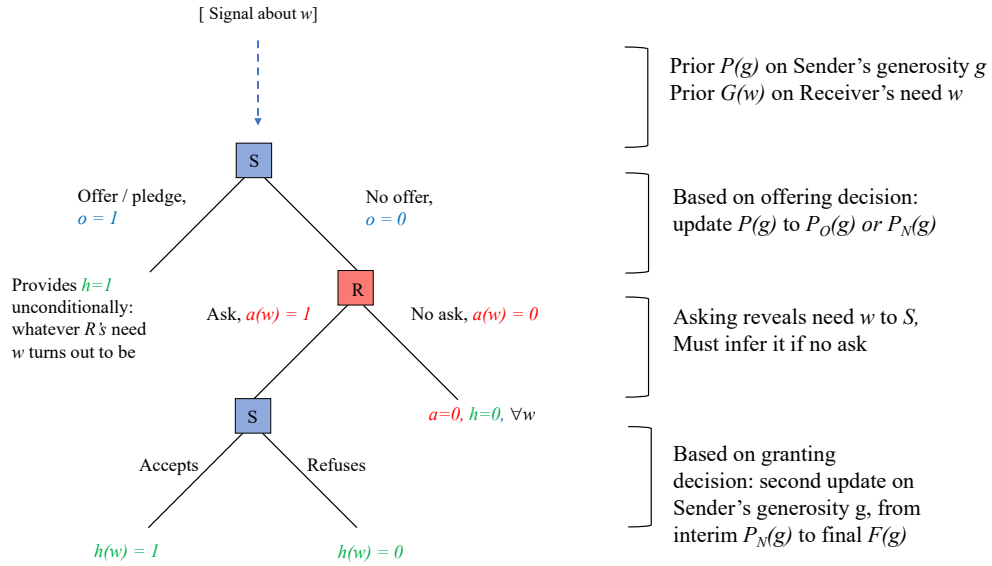 [ Signal about w]
Prior P(g) on Sender’s generosity g
Prior G(w) on Receiver’s need w
S
Offer / pledge,
o = 1
No offer,
o = 0
Based on offering decision:
update P(g) to P_O(g) or P_N(g)
Provides h=1
unconditionally:
whatever R’s need
w turns out to be
R
Ask, a(w) = 1
No ask, a(w) = 0
Asking reveals need w to S,
Must infer it if no ask
S
a=0, h=0, ∀w
Accepts
Refuses
Based on granting
decision: second update on
Sender’s generosity g, from
interim P_N(g) to final F(g)
h(w) = 1
h(w) = 0